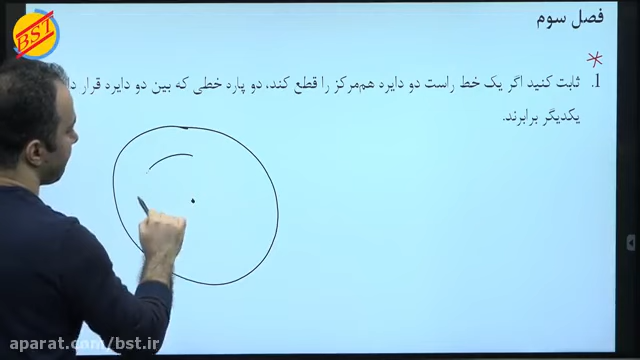 BST
فصل سوم
1. ثابت کنید اگر یک خط راست دو دایره هم‌مرکز را قطع کند، دو پاره خطی که بین دو دایره قرار
یکدیگر برابرند.
aparat.com/bst.ir